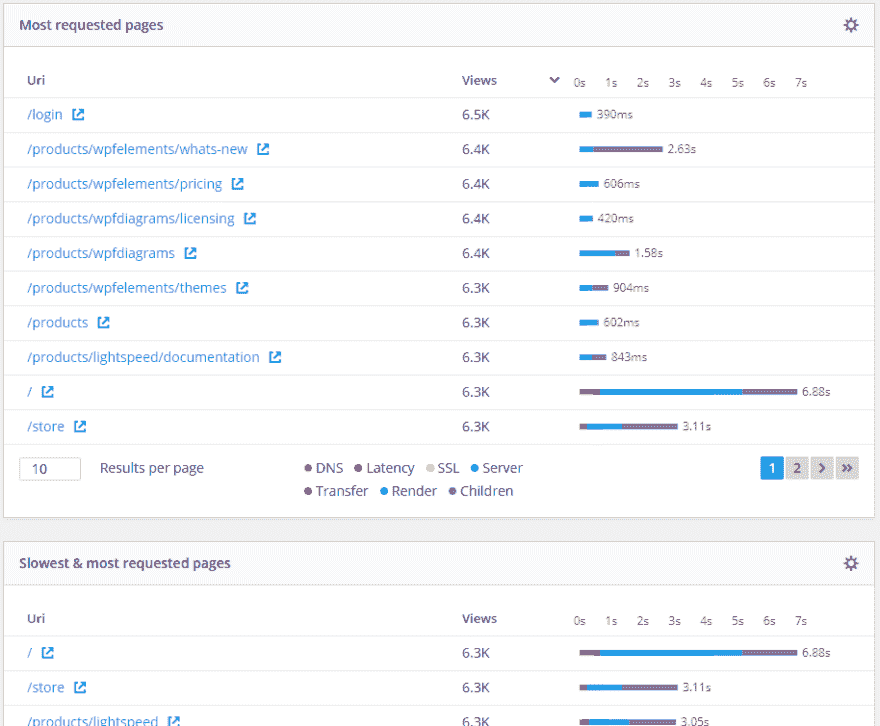 Most requested pages
Uri Views 0s 1s 2s 3s 4s 5s 6s 7s
/login 6.5K 390ms
/products/wpfelements/whats-new 6.4K 2.63s
/products/wpfelements/pricing 6.4K 606ms
/products/wpfdiagrams/licensing 6.4K 420ms
/products/wpfdiagrams 6.4K 1.58s
/products/wpfelements/themes 6.3K 904ms
/products 6.3K 602ms
/products/lightspeed/documentation 6.3K 843ms
/ 6.3K 6.88s
/store 6.3K 3.11s
10 Results per page DNS Latency SSL Server 1 2 > »
Transfer Render Children
Slowest & most requested pages
Uri Views 0s 1s 2s 3s 4s 5s 6s 7s
/ 6.3K 6.88s
/store 6.3K 3.11s
/products/lightspeed 6.3K 3.05s